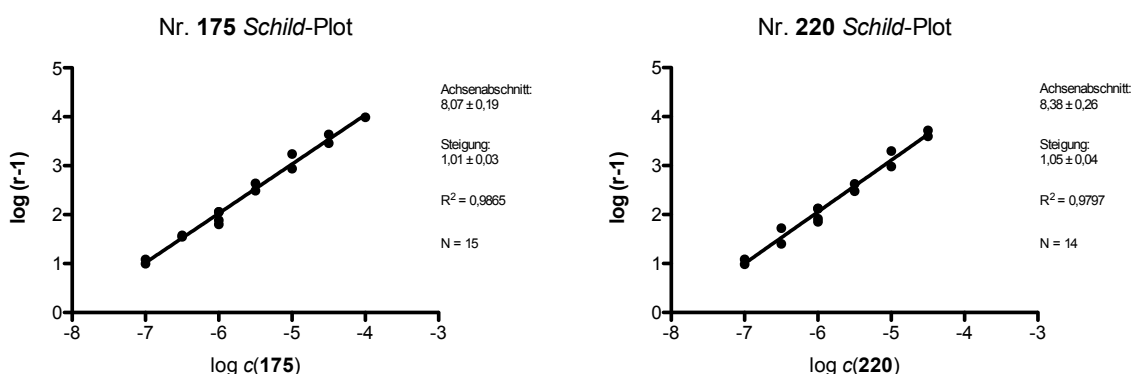 Nr. 175 Schild-Plot
5
4
3
2
1
0
-8
-7
-6
-5
-4
-3
log (r-1)
log c(175)
Achsenabschnitt:
8,07 ± 0,19
Steigung:
1,01 ± 0,03
R² = 0,9865
N = 15
Nr. 220 Schild-Plot
5
4
3
2
1
0
-8
-7
-6
-5
-4
-3
log (r-1)
log c(220)
Achsenabschnitt:
8,38 ± 0,26
Steigung:
1,05 ± 0,04
R² = 0,9797
N = 14